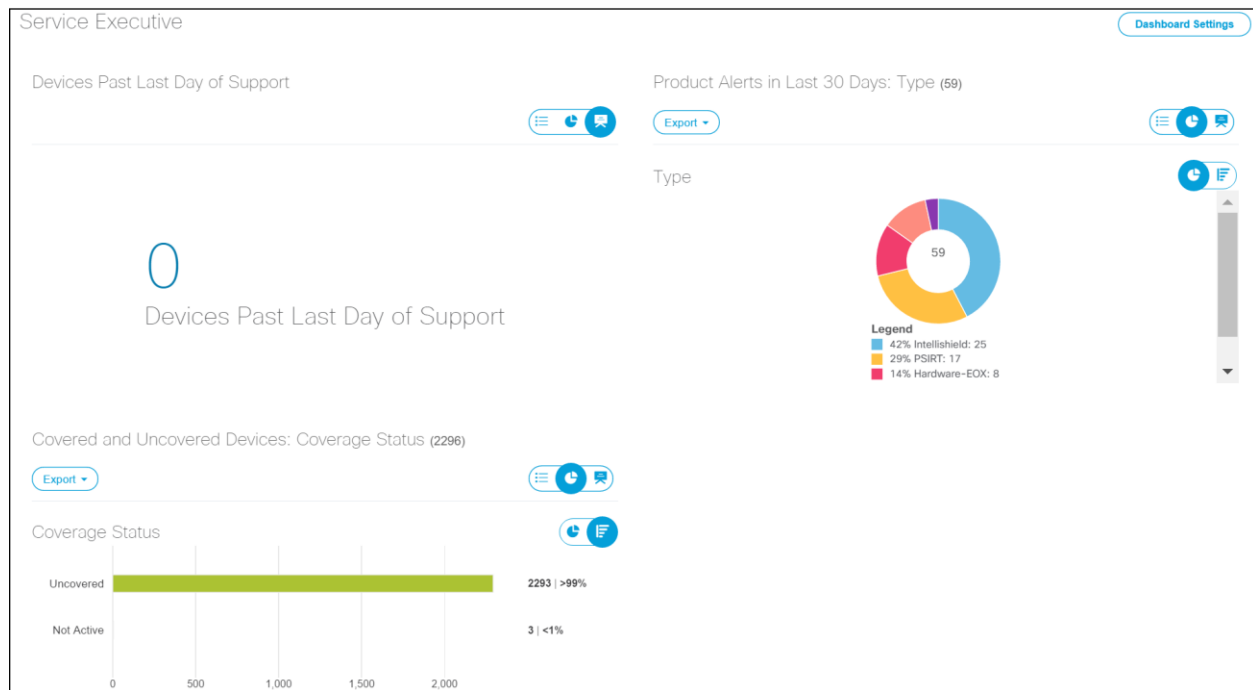 Service Executive
Dashboard Settings
Devices Past Last Day of Support
0
Devices Past Last Day of Support
Product Alerts in Last 30 Days: Type (59)
Export
Type
59
Legend
42% Intellishield: 25
29% PSIRT: 17
14% Hardware-EOX: 8
Covered and Uncovered Devices: Coverage Status (2296)
Export
Coverage Status
Uncovered 2293 | >99%
Not Active 3 | <1%
0 500 1,000 1,500 2,000